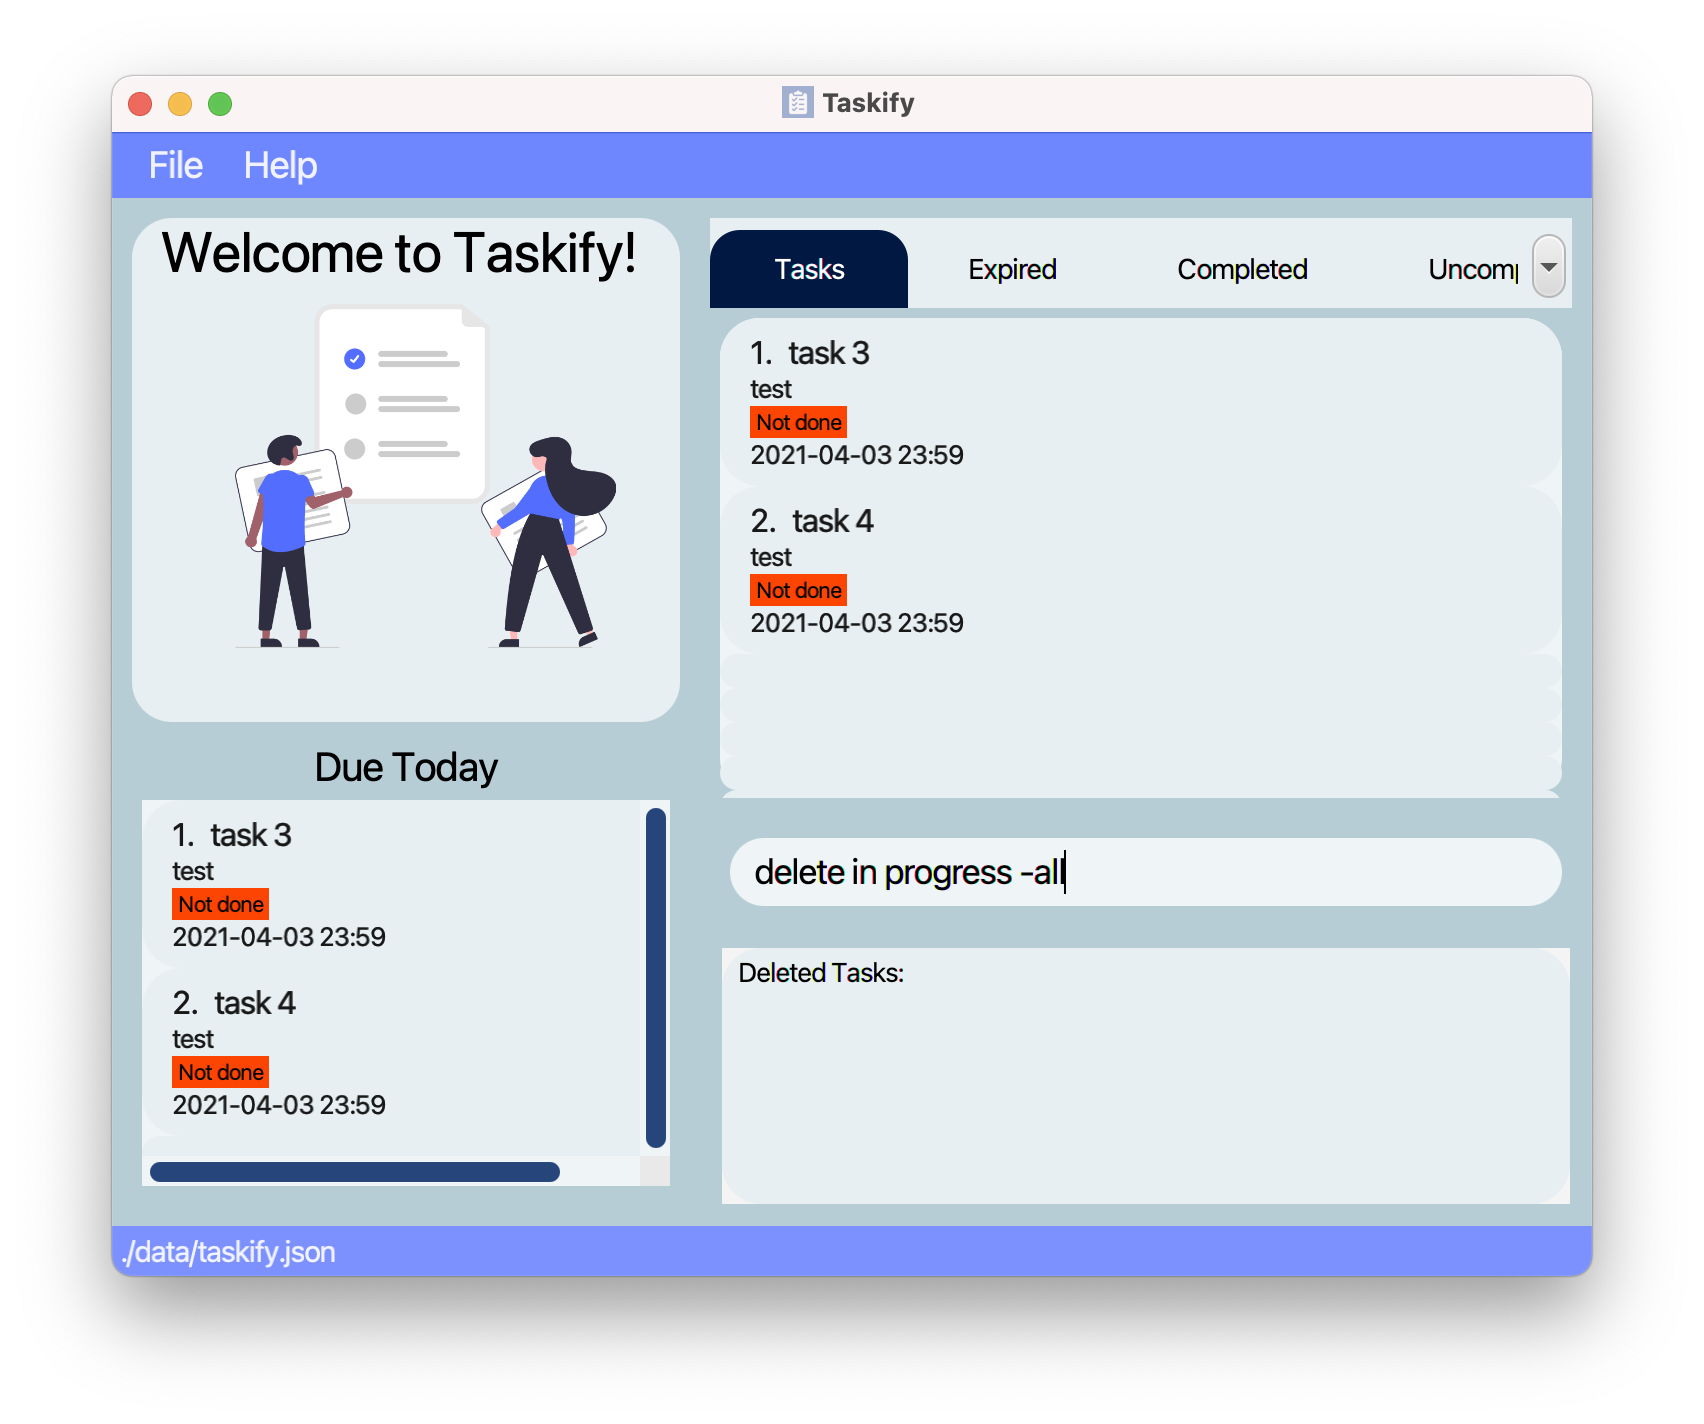 Taskify
File Help
Welcome to Taskify!
Due Today
1. task 3
test
Not done
2021-04-03 23:59
2. task 4
test
Not done
2021-04-03 23:59
Tasks Expired Completed Uncomp
1. task 3
test
Not done
2021-04-03 23:59
2. task 4
test
Not done
2021-04-03 23:59
delete in progress -all
Deleted Tasks:
./data/taskify.json